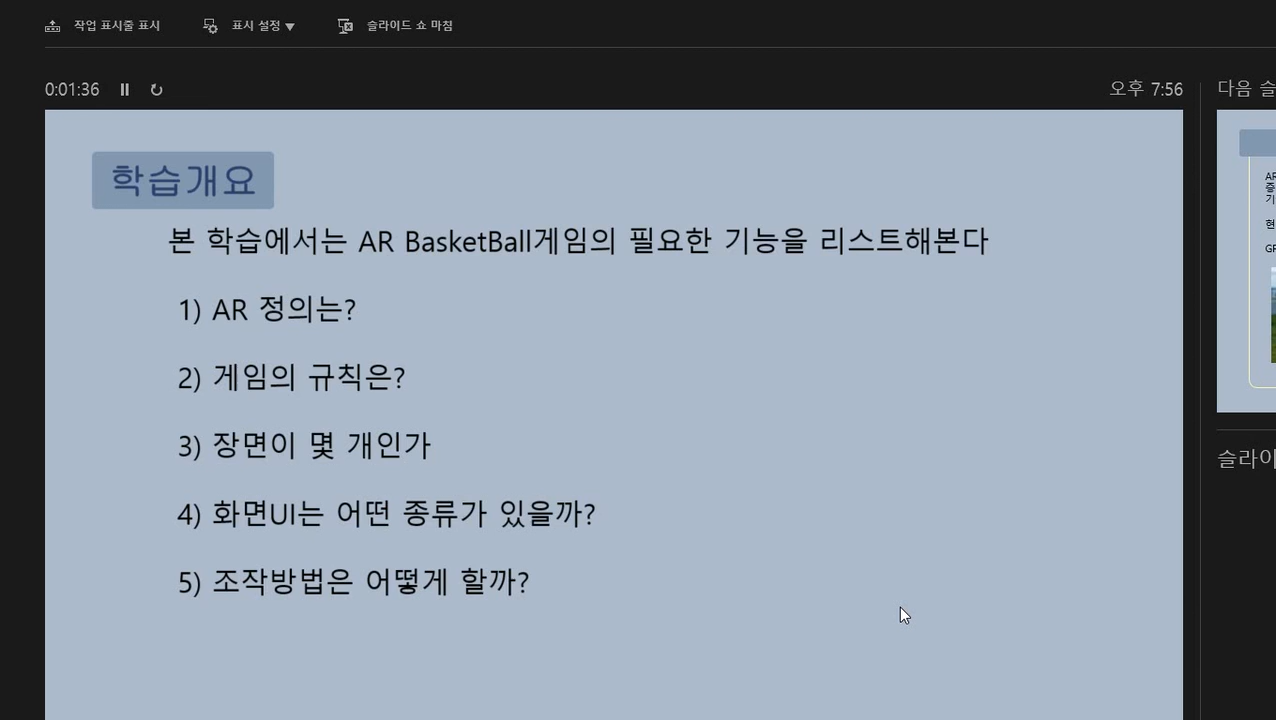 작업 표시줄 표시 표시 설정 슬라이드 쇼 마침
0:01:36 오후 7:56 다음
학습개요
본 학습에서는 AR BasketBall게임의 필요한 기능을 리스트해본다
1) AR 정의는?
2) 게임의 규칙은?
3) 장면이 몇 개인가
4) 화면UI는 어떤 종류가 있을까?
5) 조작방법은 어떻게 할까?